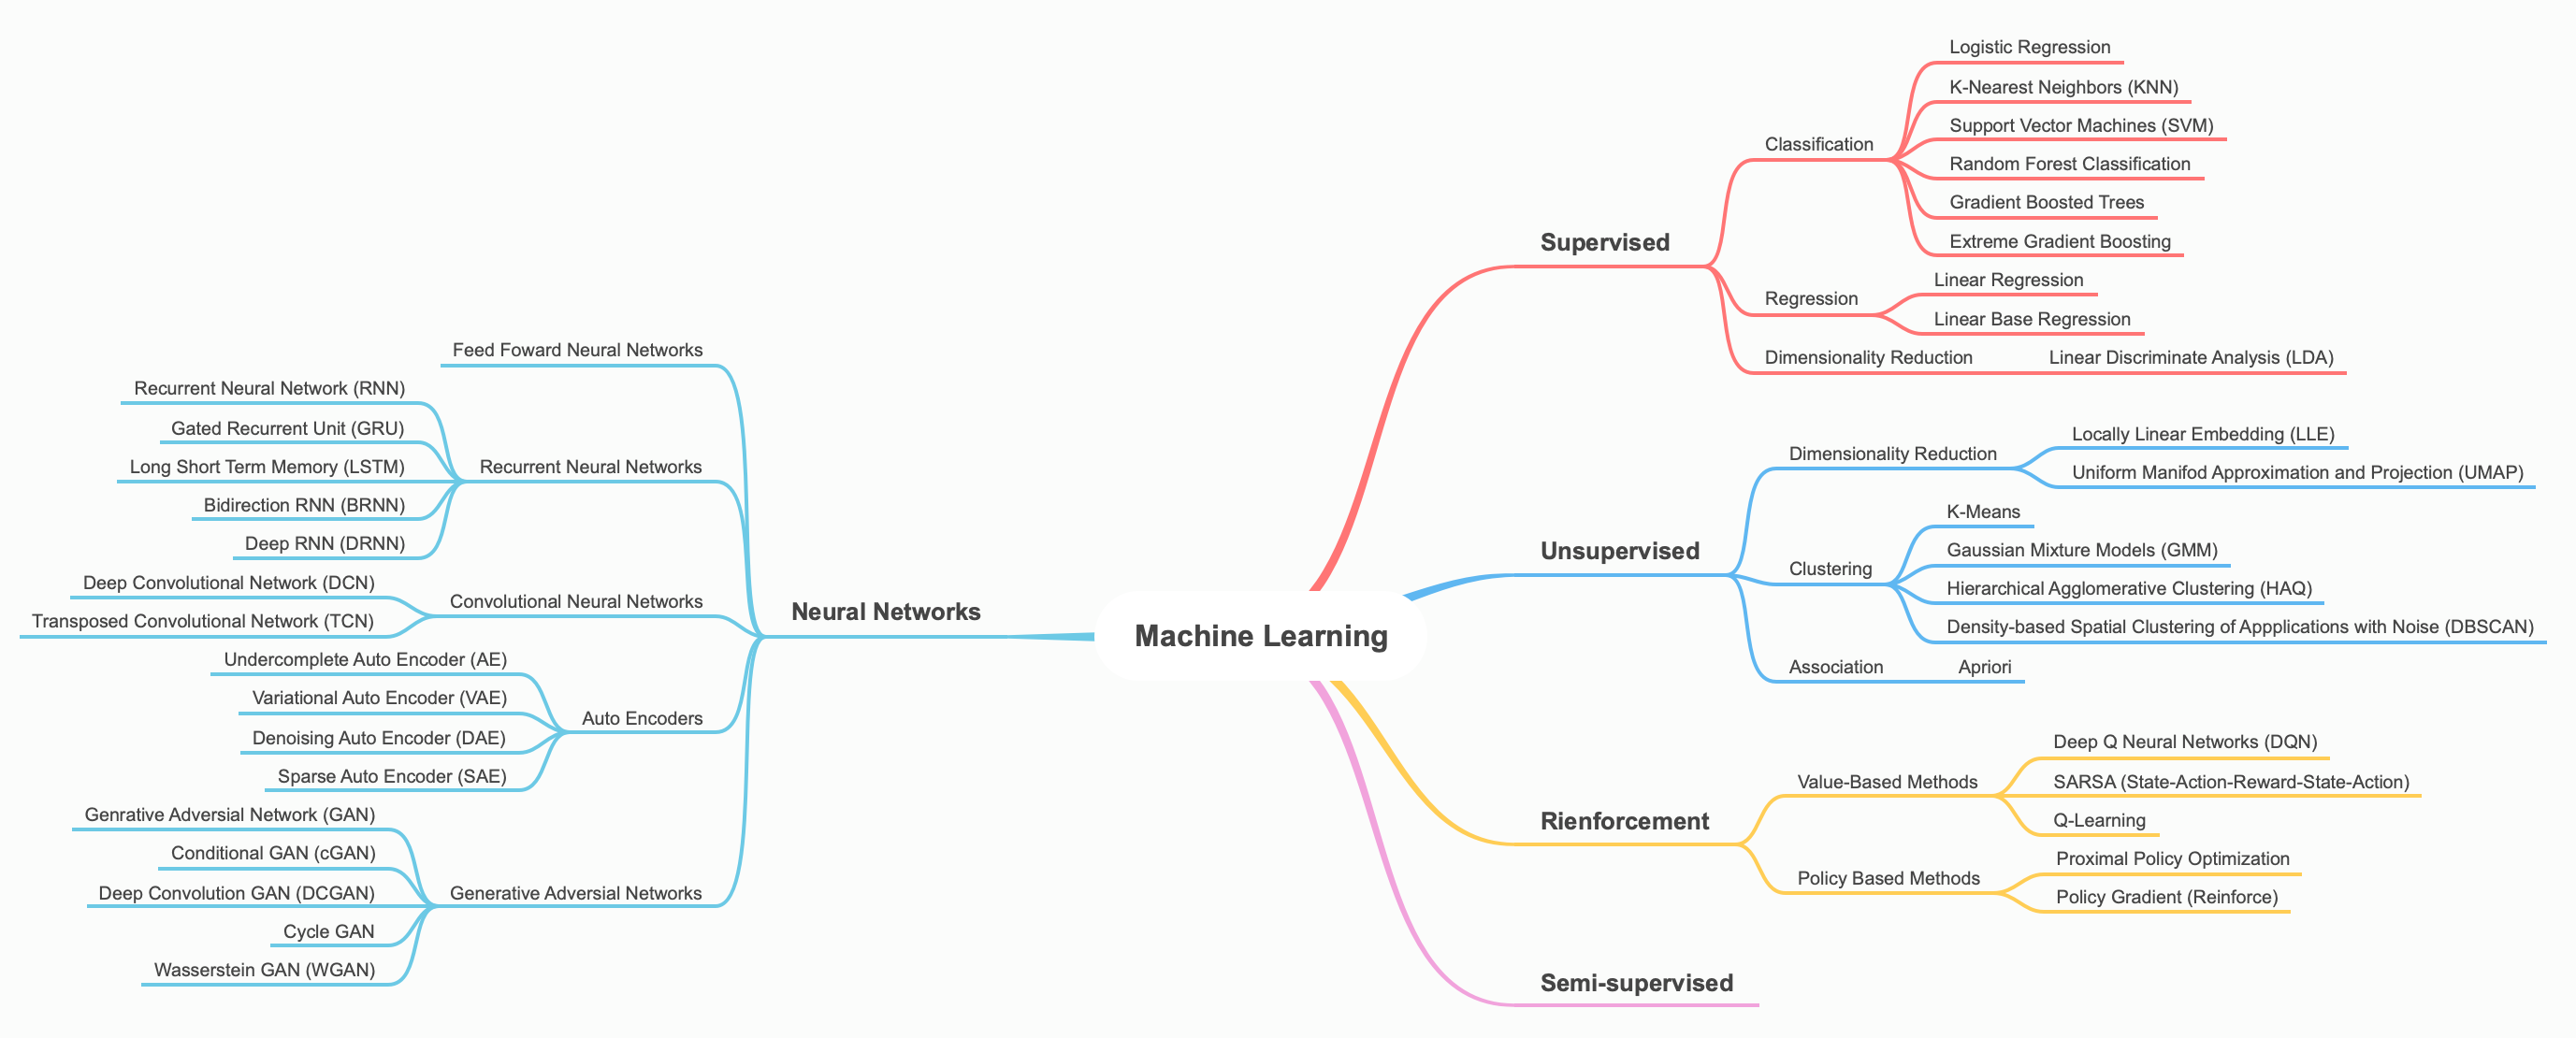 Machine Learning
Supervised
Classification
Logistic Regression
K-Nearest Neighbors (KNN)
Support Vector Machines (SVM)
Random Forest Classification
Gradient Boosted Trees
Extreme Gradient Boosting
Regression
Linear Regression
Linear Base Regression
Dimensionality Reduction
Linear Discriminate Analysis (LDA)
Unsupervised
Dimensionality Reduction
Locally Linear Embedding (LLE)
Uniform Manifod Approximation and Projection (UMAP)
Clustering
K-Means
Gaussian Mixture Models (GMM)
Hierarchical Agglomerative Clustering (HAQ)
Density-based Spatial Clustering of Appplications with Noise (DBSCAN)
Association
Apriori
Rienforcement
Value-Based Methods
Deep Q Neural Networks (DQN)
SARSA (State-Action-Reward-State-Action)
Q-Learning
Policy Based Methods
Proximal Policy Optimization
Policy Gradient (Reinforce)
Semi-supervised
Neural Networks
Feed Foward Neural Networks
Recurrent Neural Networks
Recurrent Neural Network (RNN)
Gated Recurrent Unit (GRU)
Long Short Term Memory (LSTM)
Bidirection RNN (BRNN)
Deep RNN (DRNN)
Convolutional Neural Networks
Deep Convolutional Network (DCN)
Transposed Convolutional Network (TCN)
Auto Encoders
Undercomplete Auto Encoder (AE)
Variational Auto Encoder (VAE)
Denoising Auto Encoder (DAE)
Sparse Auto Encoder (SAE)
Generative Adversial Networks
Genrative Adversial Network (GAN)
Conditional GAN (cGAN)
Deep Convolution GAN (DCGAN)
Cycle GAN
Wasserstein GAN (WGAN)